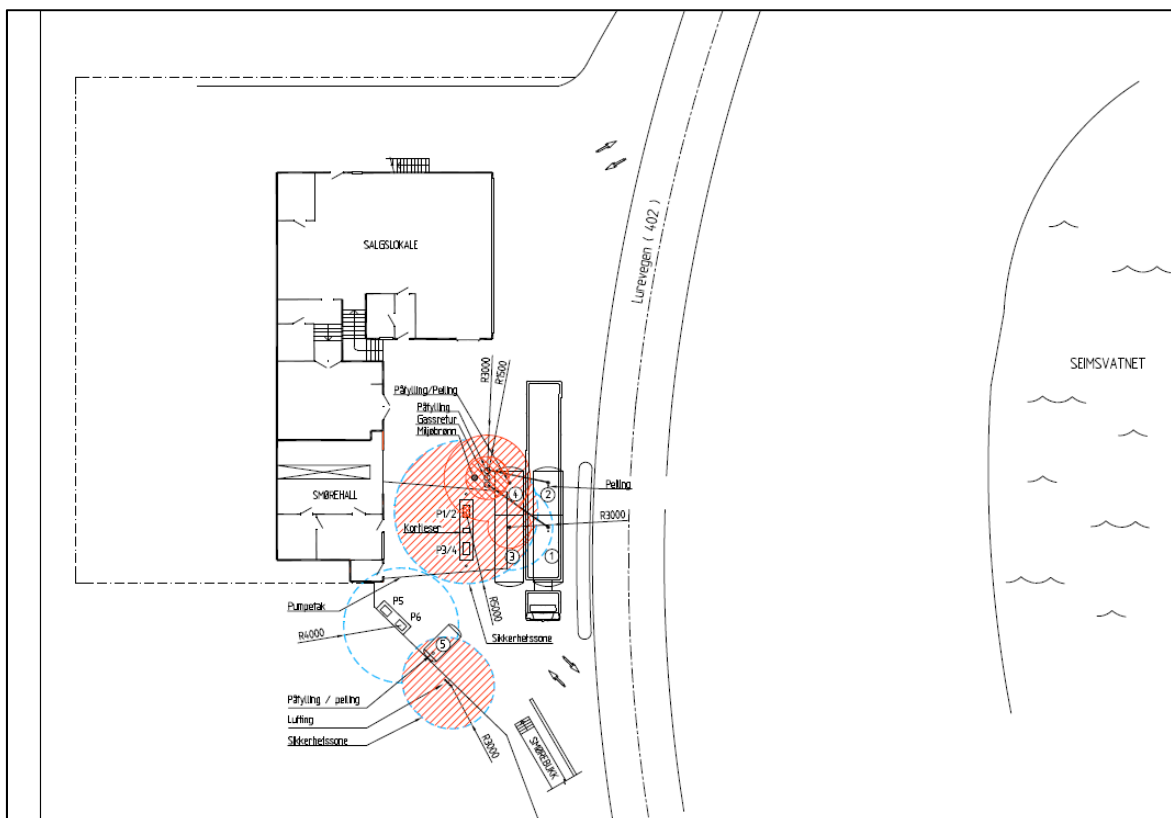 SALGSLOKALE
Lurevegen ( 402 )
SEIMSVATNET
R3000
R1500
Påfylling/Peiling
Påfylling
Gassretur
Miljøbrønn
SMØREHALL
P1/2
Kortleser
P3/4
4
2
3
1
Peiling
R3000
Pumpetak
P5
P6
R4000
R5000
Sikkerhetssone
5
Påfylling / peiling
Lufting
Sikkerhetssone
R3000
SMØREBUKK